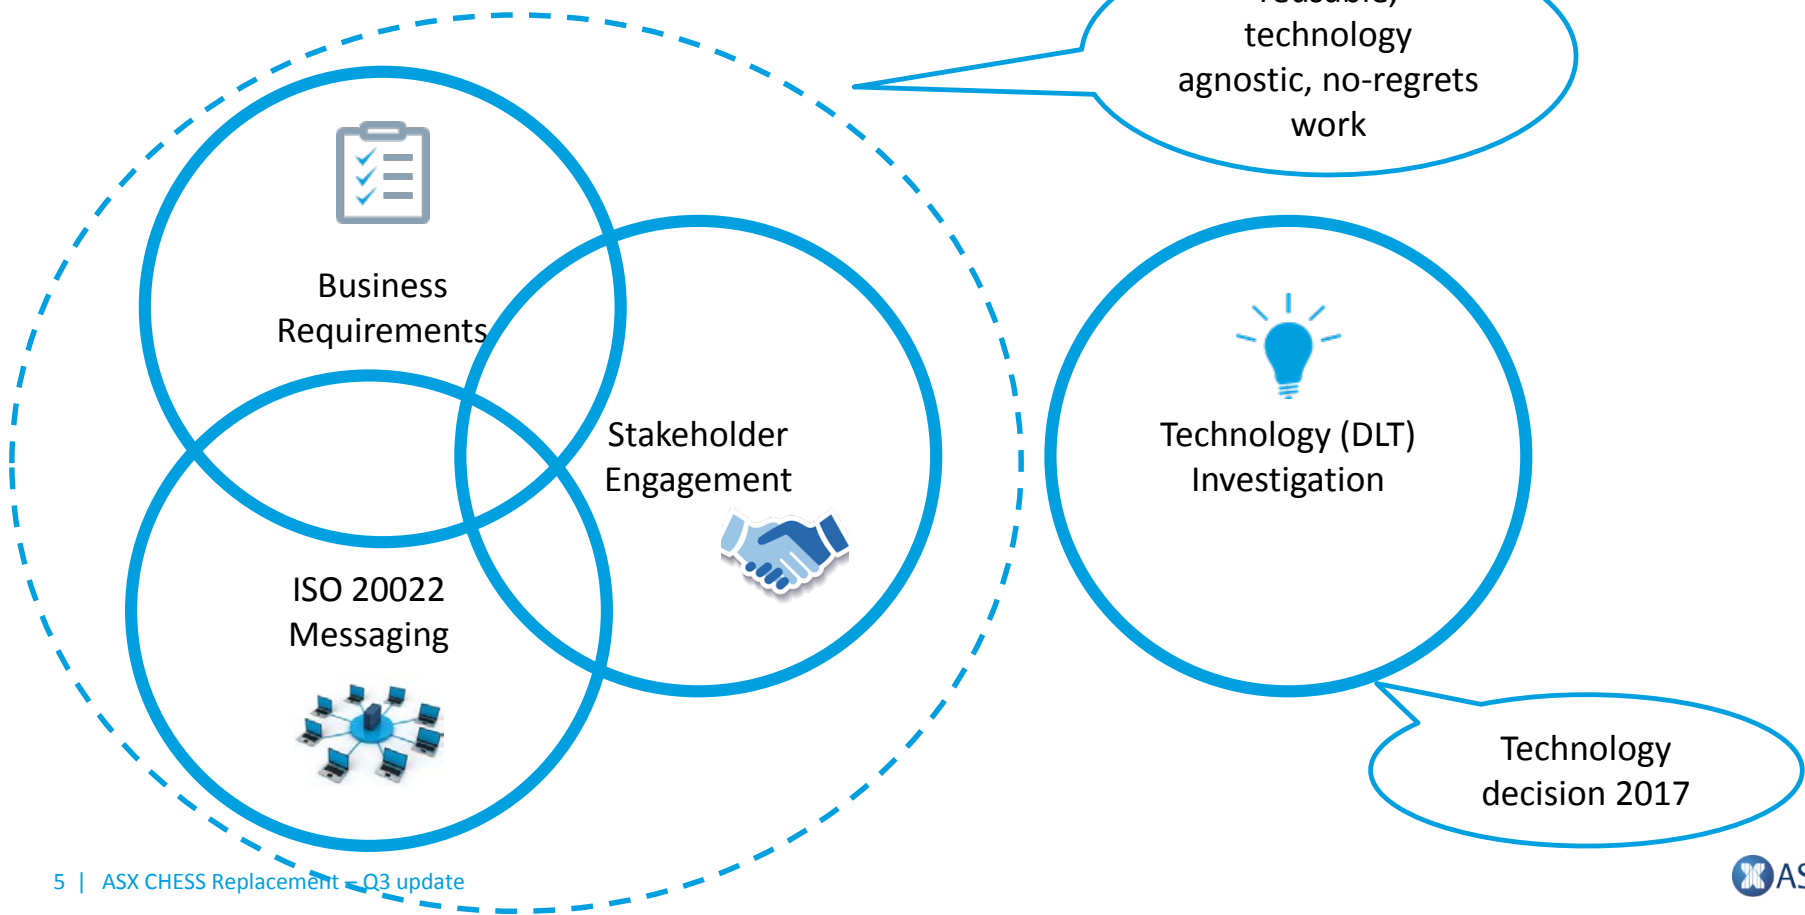 reusable,
technology
agnostic, no-regrets
work
Business
Requirements
Stakeholder
Engagement
Technology (DLT)
Investigation
ISO 20022
Messaging
Technology
decision 2017
5 | ASX CHESS Replacement – Q3 update